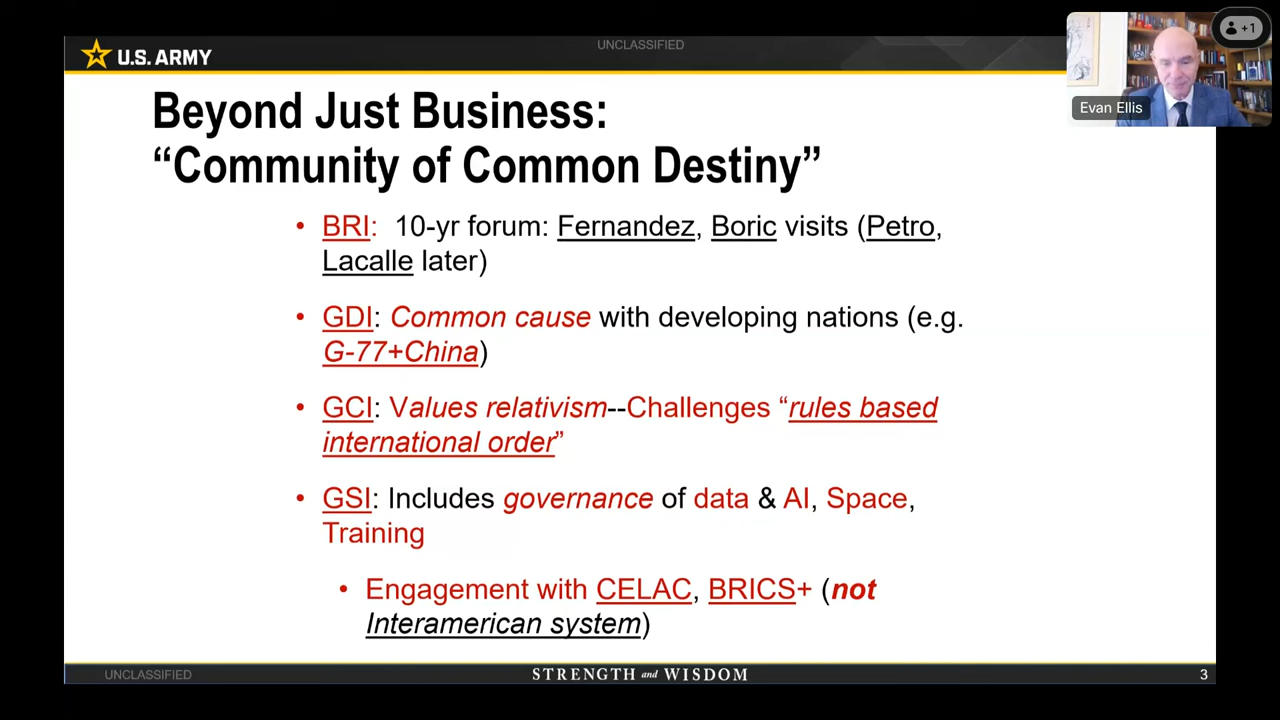 UNCLASSIFIED
U.S. ARMY
+1
Evan Ellis
Beyond Just Business:
“Community of Common Destiny”
• BRI: 10-yr forum: Fernandez, Boric visits (Petro,
Lacalle later)
• GDI: Common cause with developing nations (e.g.
G-77+China)
• GCI: Values relativism--Challenges “rules based
international order”
• GSI: Includes governance of data & AI, Space,
Training
• Engagement with CELAC, BRICS+ (not
Interamerican system)
UNCLASSIFIED
STRENGTH and WISDOM
3